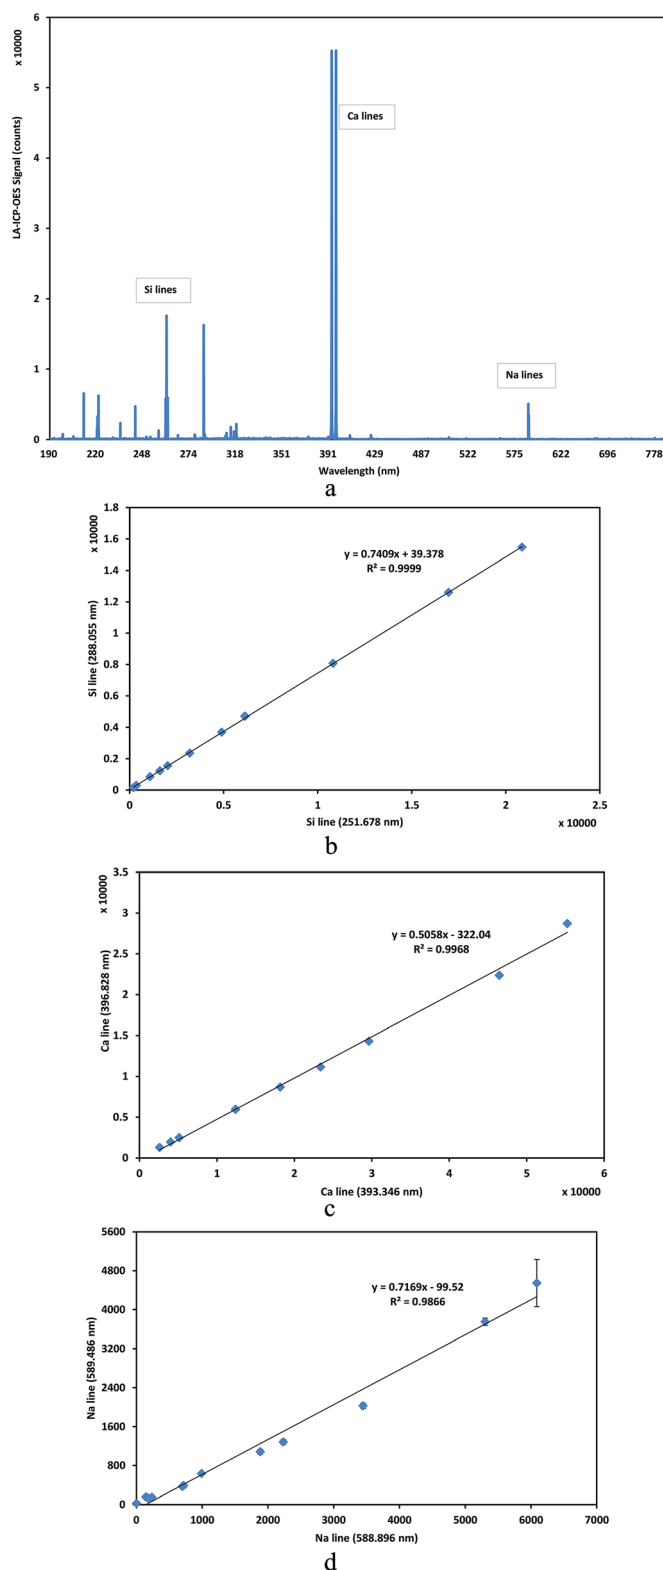 x 10000
LA-ICP-OES Signal (counts)
6
5
4
3
2
1
0
Ca lines
Si lines
Na lines
190 220 248 274 318 351 391 429 487 522 575 622 696 778
Wavelength (nm)
a
x 10000
Si line (288.055 nm)
1.8
1.6
1.4
1.2
1
0.8
0.6
0.4
0.2
0
y = 0.7409x + 39.378
R² = 0.9999
0 0.5 1 1.5 2 2.5
Si line (251.678 nm) x 10000
b
x 10000
Ca line (396.828 nm)
3.5
3
2.5
2
1.5
1
0.5
0
y = 0.5058x - 322.04
R² = 0.9968
0 1 2 3 4 5 6
Ca line (393.346 nm) x 10000
c
Na line (589.486 nm)
5600
4800
4000
3200
2400
1600
800
0
y = 0.7169x - 99.52
R² = 0.9866
0 1000 2000 3000 4000 5000 6000 7000
Na line (588.896 nm)
d